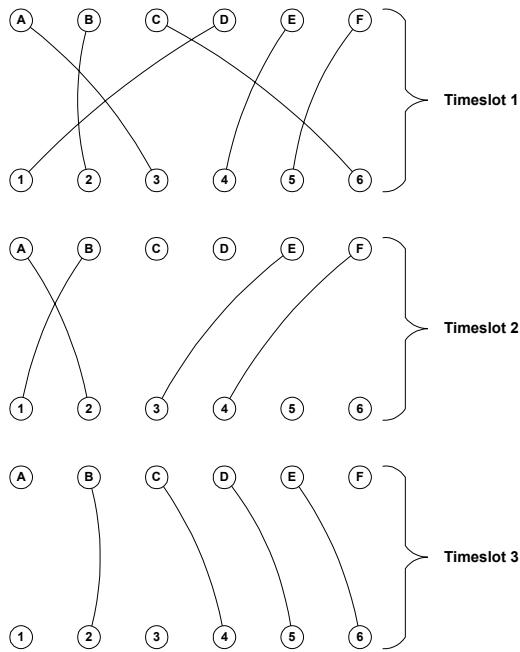 A B C D E F
Timeslot 1
1 2 3 4 5 6
A B C D E F
Timeslot 2
1 2 3 4 5 6
A B C D E F
Timeslot 3
1 2 3 4 5 6